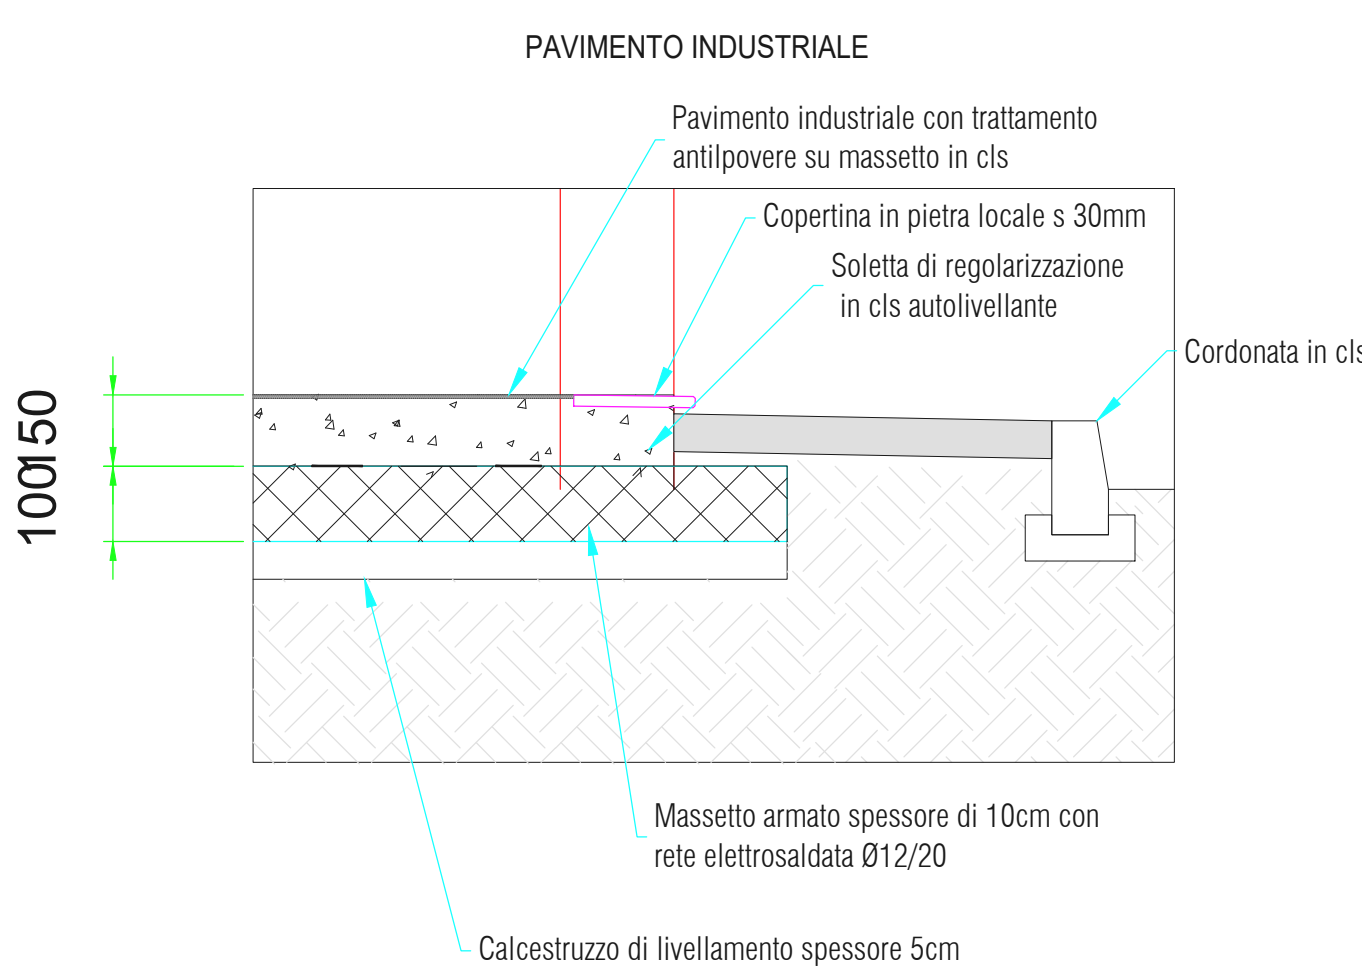 PAVIMENTO INDUSTRIALE
Pavimento industriale con trattamento
antilpovere su massetto in cls
Copertina in pietra locale s 30mm
Soletta di regolarizzazione
in cls autolivellante
Cordonata in cls
150
100
Massetto armato spessore di 10cm con
rete elettrosaldata Ø12/20
Calcestruzzo di livellamento spessore 5cm